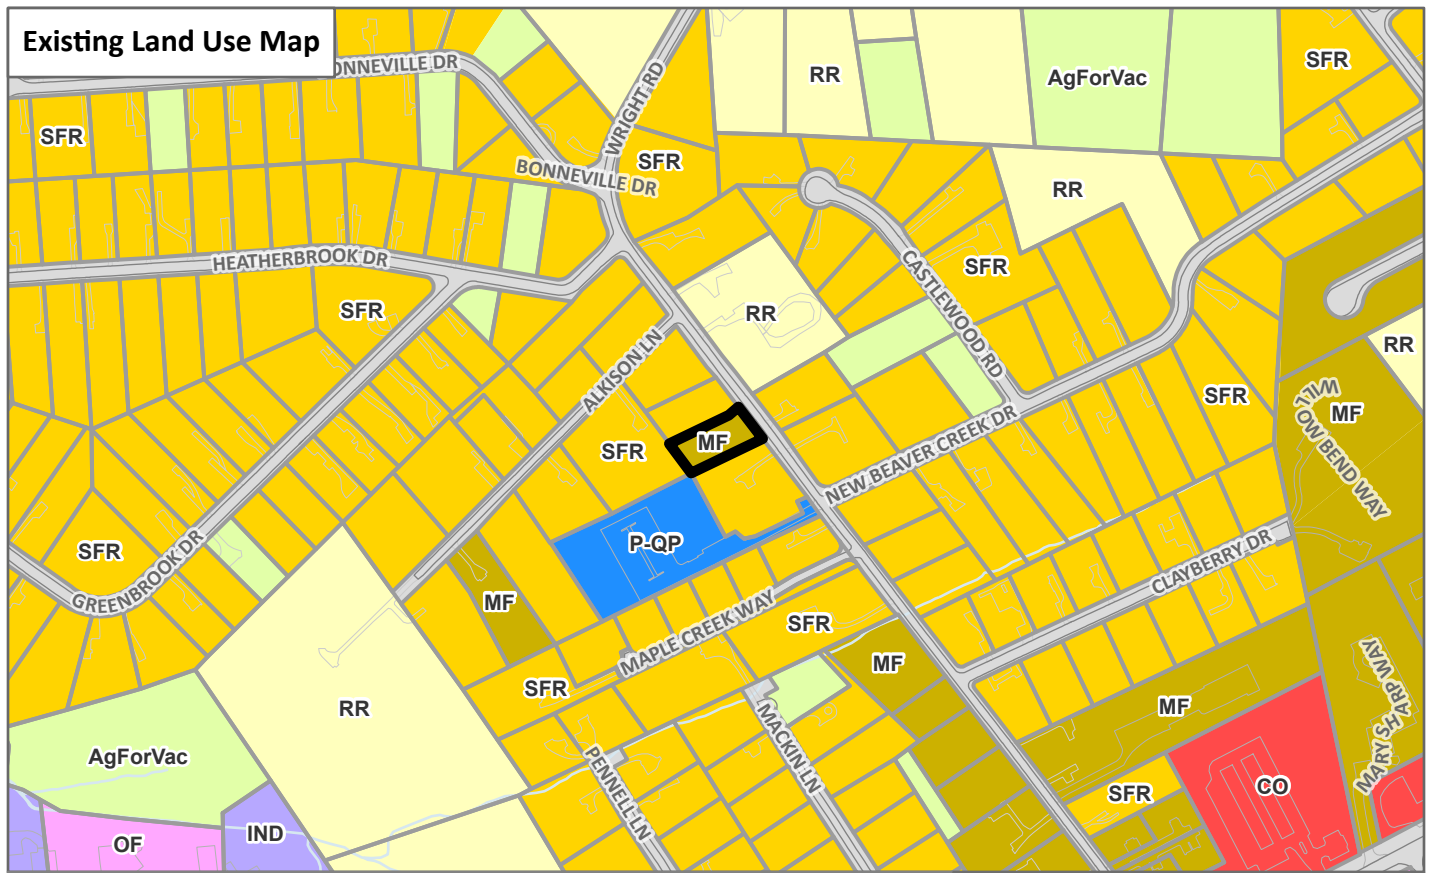 Existing Land Use Map
ONNEVILLE DR
WRIGHT RD
RR
AgForVac
SFR
SFR
SFR
BONNEVILLE DR
RR
HEATHERBROOK DR
CASTLEWOOD RD
SFR
SFR
RR
RR
ALKISON LN
SFR
WILLOW BEND WAY
MF
SFR
MF
NEW BEAVER CREEK DR
P-QP
SFR
GREENBROOK DR
CLAYBERRY DR
MF
MAPLE CREEK WAY
SFR
MF
SFR
RR
MARY SHARP WAY
MF
MACKIN LN
AgForVac
PENNELL LN
CO
SFR
IND
OF